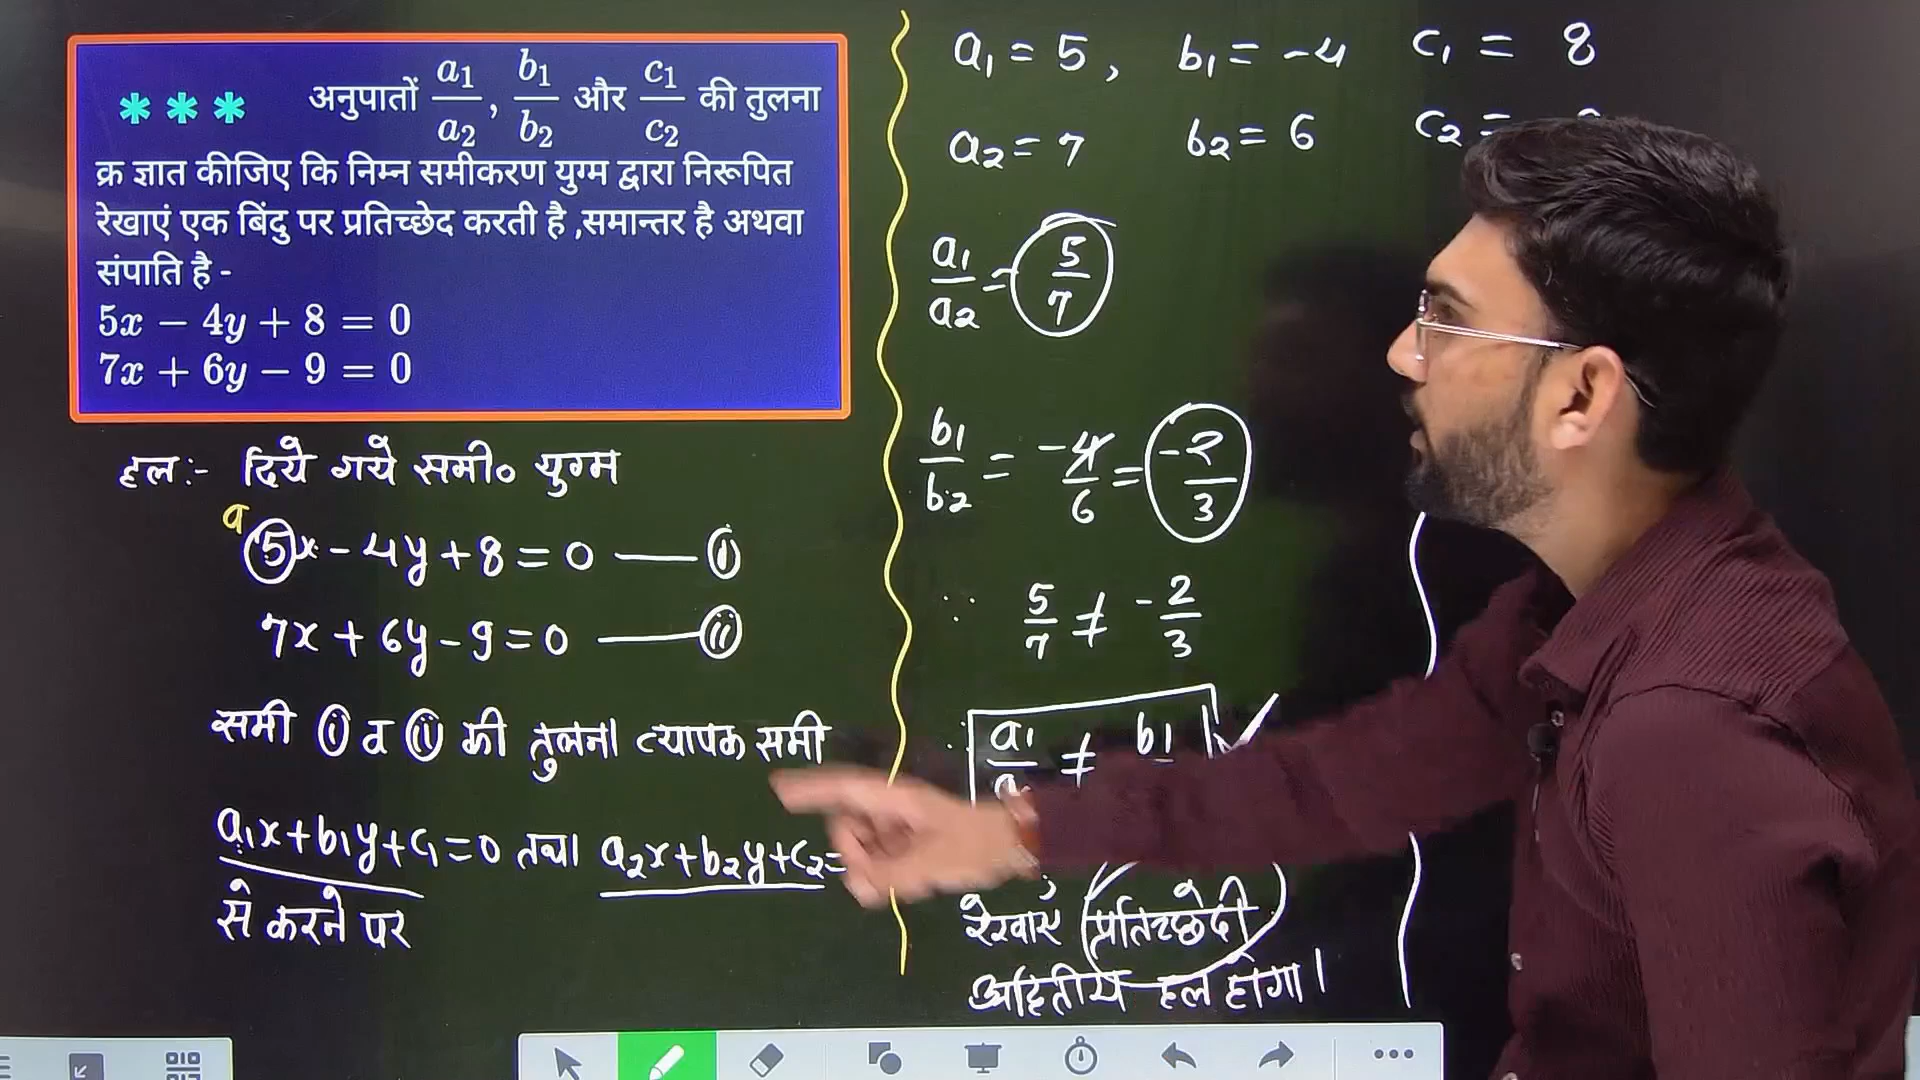 *** अनुपातों a₁/a₂, b₁/b₂ और c₁/c₂ की तुलना
क्र ज्ञात कीजिए कि निम्न समीकरण युग्म द्वारा निरूपित
रेखाएं एक बिंदु पर प्रतिच्छेद करती है ,समान्तर है अथवा
संपाति है -
5x − 4y + 8 = 0
7x + 6y − 9 = 0
हल:- दिये गये समी० युग्म
a
5x - 4y + 8 = 0 —— (i)
7x + 6y - 9 = 0 —— (ii)
समी (i) व (ii) की तुलना व्यापक समी
a₁x + b₁y + c₁ = 0 तथा a₂x + b₂y + c₂ =
से करने पर
a₁ = 5, b₁ = -4 c₁ = 8
a₂ = 7 b₂ = 6 c₂ =
a₁/a₂ = 5/7
b₁/b₂ = -4/6 = -2/3
∵ 5/7 ≠ -2/3
a₁/a ≠ b₁
रेखाएं प्रतिच्छेदी
अद्वितीय हल होगा।